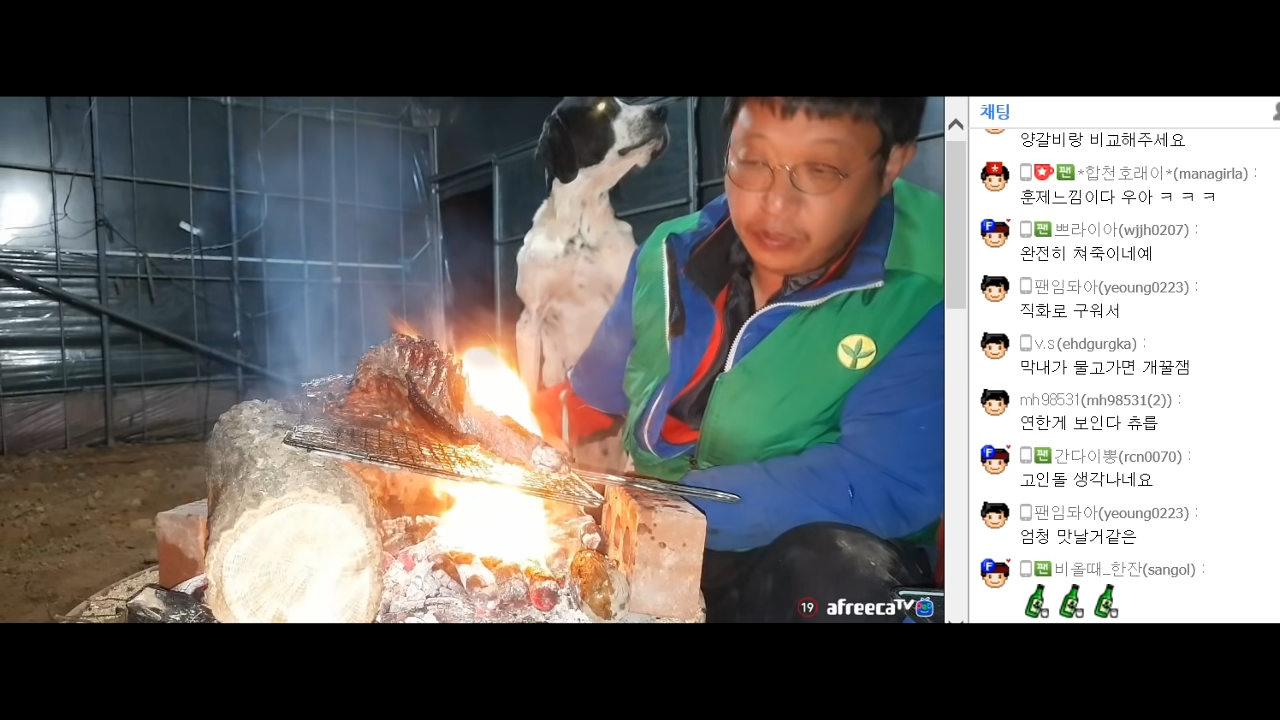 채팅
양갈비랑 비교해주세요
팬 *합천호래이*(managirla) :
훈제느낌이다 우아 ㅋ ㅋ ㅋ
F 팬 쁘라이아(wjjh0207) :
완전히 쳐죽이네예
팬임돠아(yeoung0223) :
직화로 구워서
v.s(ehdgurgka) :
막내가 물고가면 개꿀잼
mh98531(mh98531(2)) :
연한게 보인다 츄릅
F 팬 간다이뽕(rcn0070) :
고인돌 생각나네요
팬임돠아(yeoung0223) :
엄청 맛날거같은
F 팬 비올때_한잔(sangol) :
19 afreecaTV